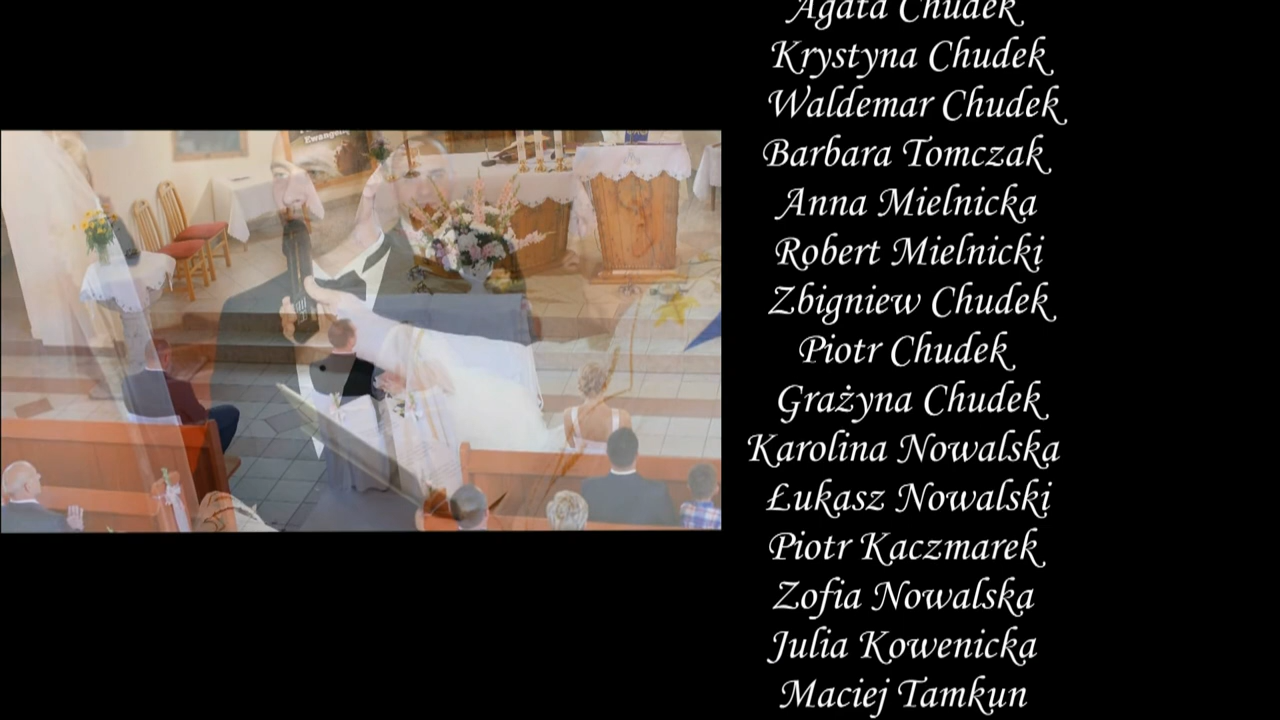 Agata Chudek
Krystyna Chudek
Waldemar Chudek
Barbara Tomczak
Anna Mielnicka
Robert Mielnicki
Zbigniew Chudek
Piotr Chudek
Grażyna Chudek
Karolina Nowalska
Łukasz Nowalski
Piotr Kaczmarek
Zofia Nowalska
Julia Kowenicka
Maciej Tamkun